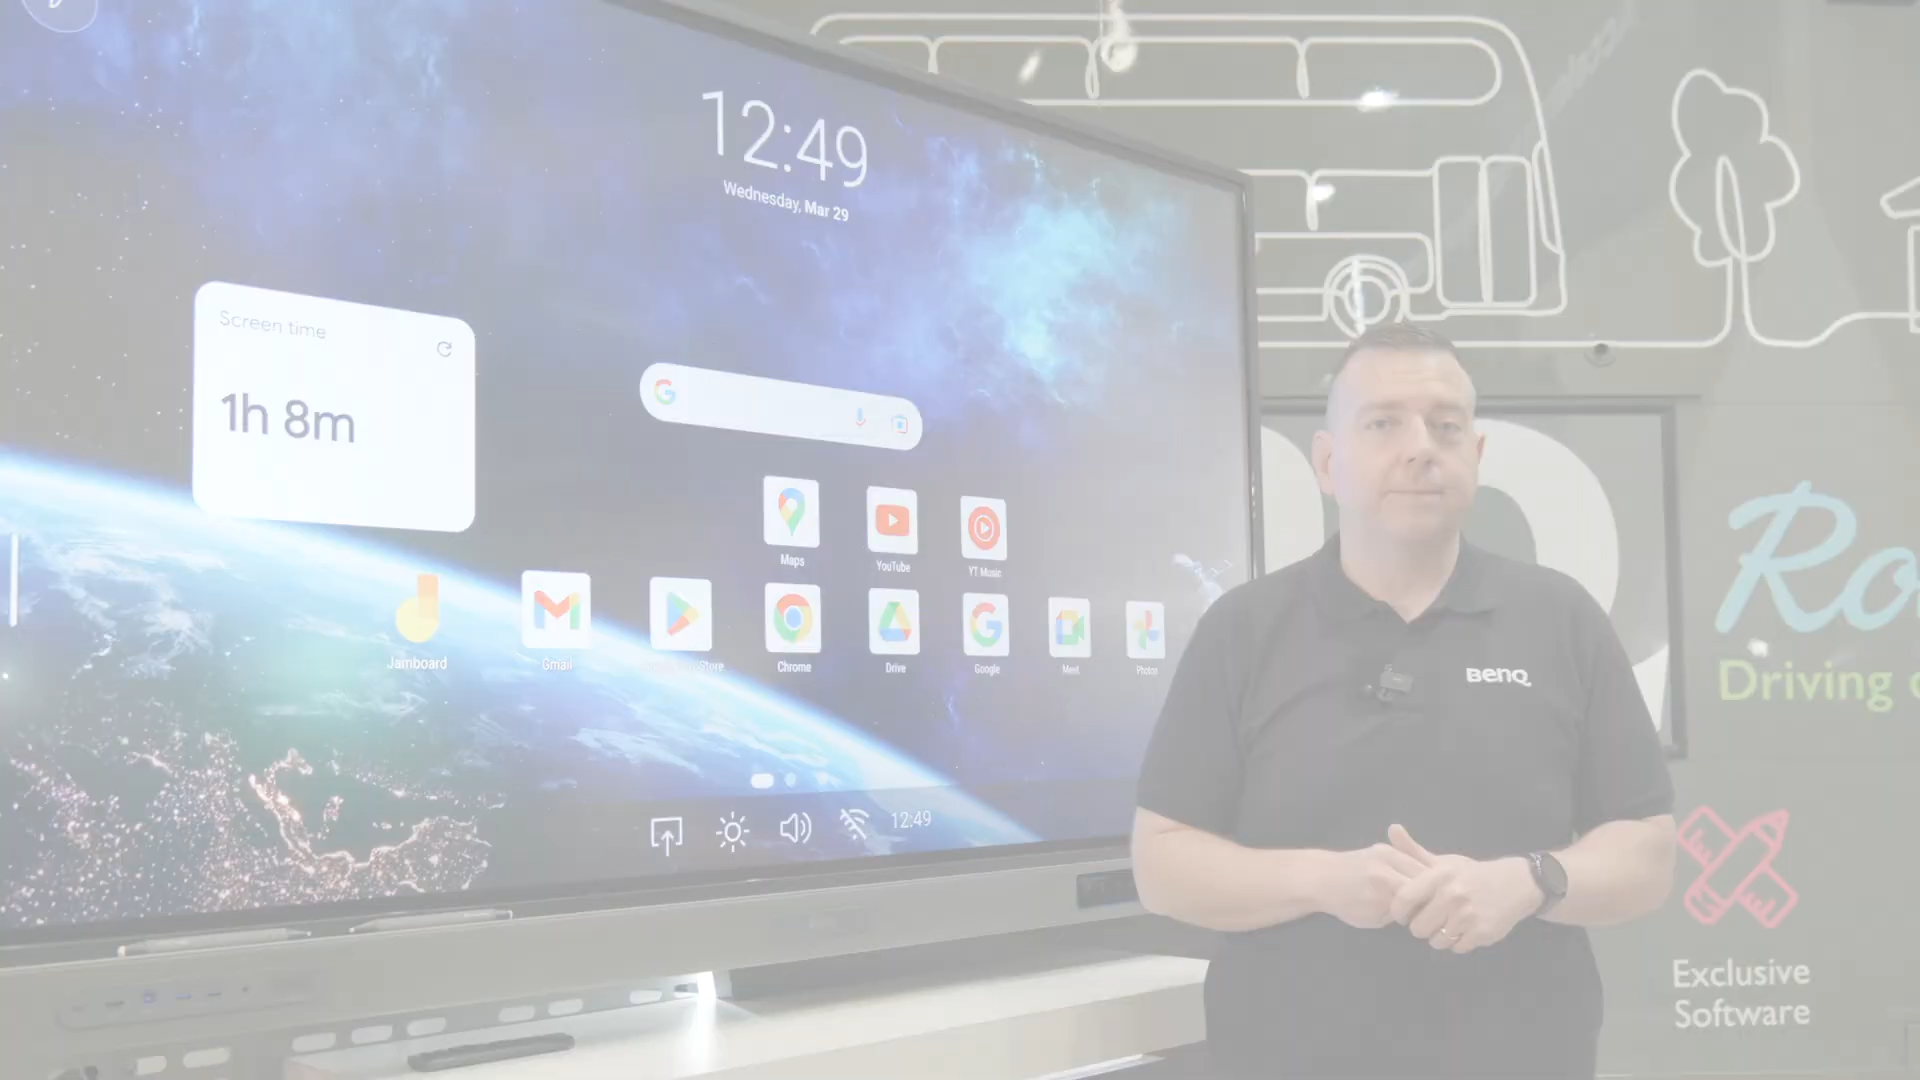 12:49
Wednesday, Mar 29
Screen time
1h 8m
Maps
YouTube
YT Music
Jamboard
Gmail
Store
Chrome
Drive
Google
Meet
Photos
12:49
BenQ
Driving
Exclusive
Software